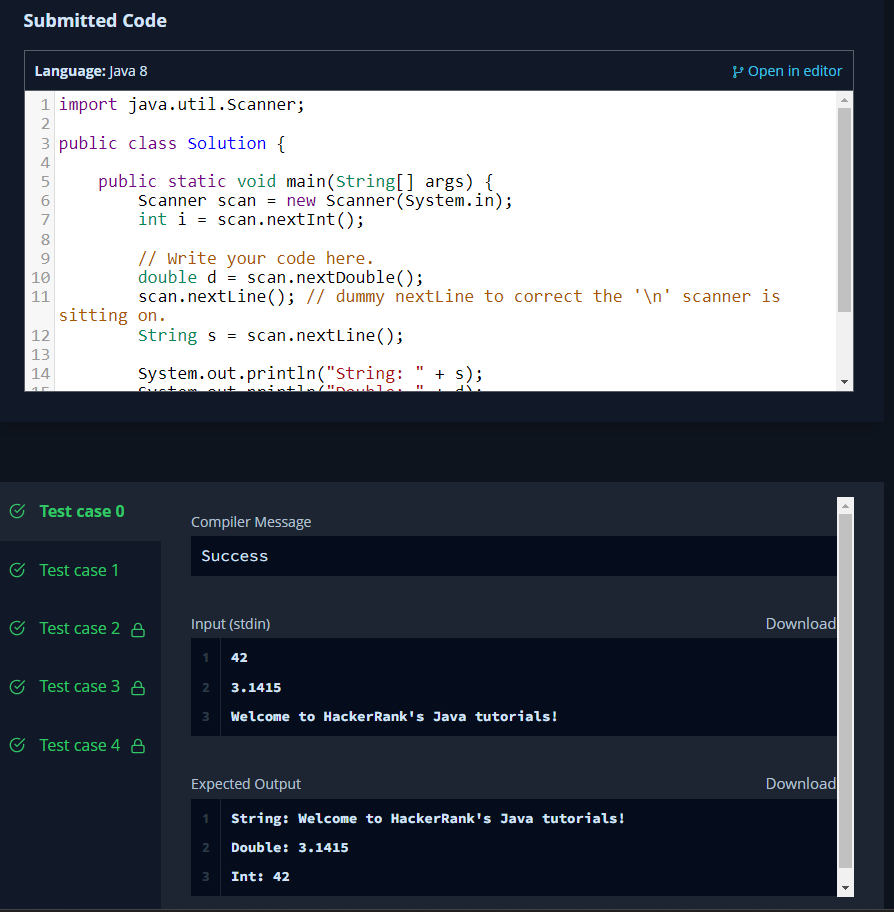 Submitted Code
Language: Java 8
Open in editor
1 import java.util.Scanner;
2
3 public class Solution {
4
5     public static void main(String[] args) {
6         Scanner scan = new Scanner(System.in);
7         int i = scan.nextInt();
8
9         // Write your code here.
10         double d = scan.nextDouble();
11         scan.nextLine(); // dummy nextLine to correct the '\n' scanner is
sitting on.
12         String s = scan.nextLine();
13
14         System.out.println("String: " + s);
15         System.out.println("Double: " + d);
Test case 0
Test case 1
Test case 2
Test case 3
Test case 4
Compiler Message
Success
Input (stdin)
Download
1 42
2 3.1415
3 Welcome to HackerRank's Java tutorials!
Expected Output
Download
1 String: Welcome to HackerRank's Java tutorials!
2 Double: 3.1415
3 Int: 42